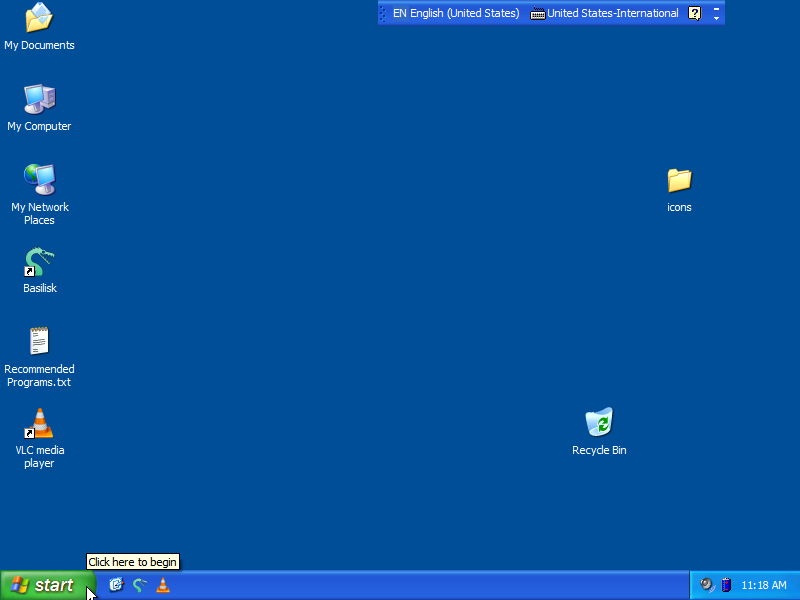 My Documents
EN English (United States)
United States-International
?
My Computer
My Network
Places
icons
Basilisk
Recommended
Programs.txt
VLC media
player
Recycle Bin
Click here to begin
start
11:18 AM